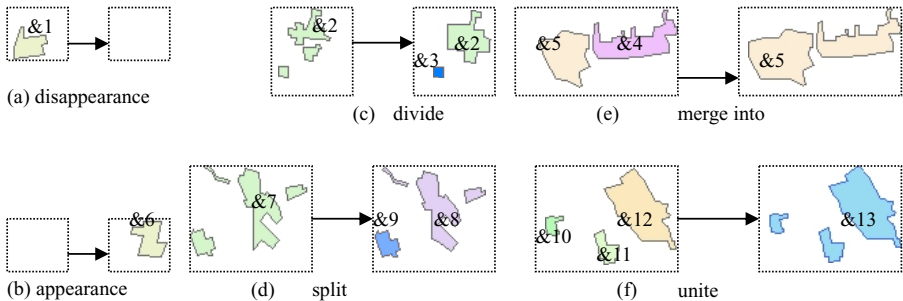 &1
(a) disappearance
&2
&2
&3
(c) divide
&5
&4
&5
(e) merge into
&6
(b) appearance
&7
&9
&8
(d) split
&10
&11
&12
&13
(f) unite